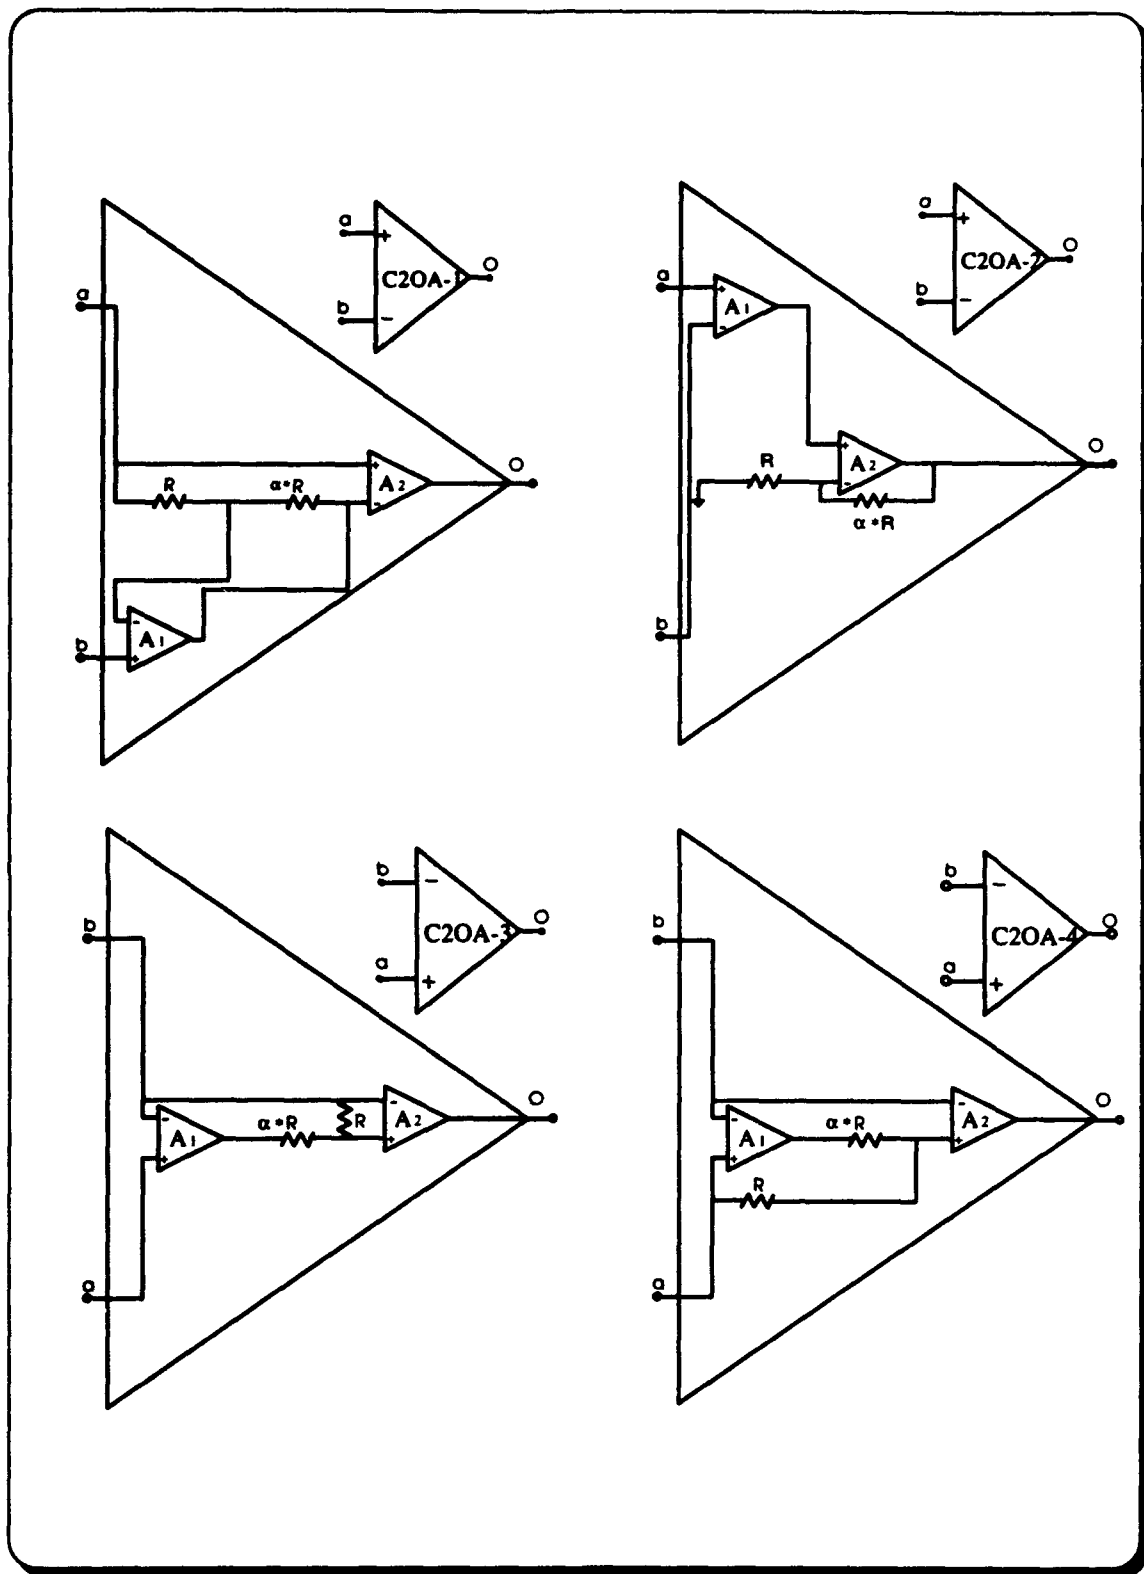 a
+
C2OA-1
b
-
O
a
+
R
α*R
A2
-
O
-
A1
b
+
a
+
C2OA-2
b
-
O
a
+
A1
-
+
A2
R
-
α*R
O
b
b
-
C2OA-3
a
+
O
b
-
A1
+
α*R
R
-
A2
+
O
a
b
-
C2OA-4
a
+
O
b
-
A1
+
α*R
R
-
A2
+
O
a